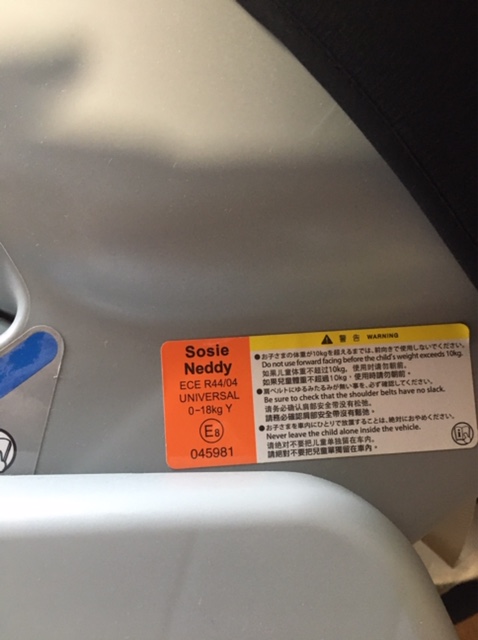 Sosie
Neddy
ECE R44/04
UNIVERSAL
0-18kg Y
E8
045981
警告 WARNING
●お子さまの体重が10kgを超えるまでは、前向きで使用しないでください。
Do not use forward facing before the child's weight exceeds 10kg.
如果儿童体重不超过10kg，使用时请勿朝前。
如果兒童體重不超過10kg，使用時請勿朝前。
●肩ベルトにゆるみたるみが無い事を、必ず確認してください。
Be sure to check that the shoulder belts have no slack.
请务必确认肩部安全带没有松弛。
請務必確認肩部安全帶沒有鬆弛。
●お子さまを車内にひとりで放置することは、絶対におやめください。
Never leave the child alone inside the vehicle.
请绝对不要把儿童单独留在车内。
請絕對不要把兒童單獨留在車內。